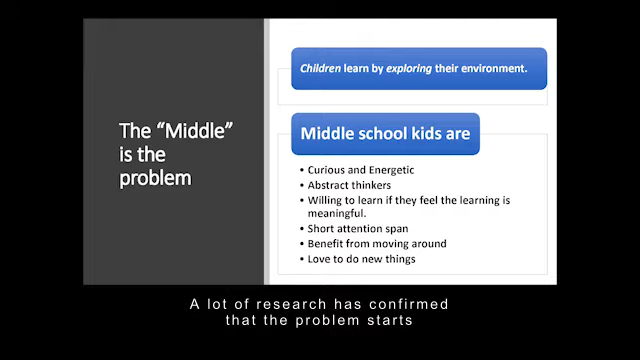 The “Middle”
is the
problem
Children learn by exploring their environment.
Middle school kids are
• Curious and Energetic
• Abstract thinkers
• Willing to learn if they feel the learning is
meaningful.
• Short attention span
• Benefit from moving around
• Love to do new things
A lot of research has confirmed
that the problem starts